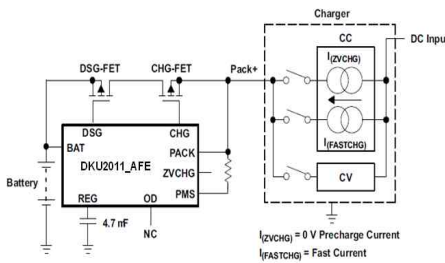 Charger
CC
DC Input
I(ZVCHG)
DSG-FET
CHG-FET
Pack+
I(FASTCHG)
DSG
CHG
BAT
PACK
DKU2011_AFE
ZVCHG
CV
Battery
REG
OD
PMS
4.7 nF
NC
I(ZVCHG) = 0 V Precharge Current
I(FASTCHG) = Fast Current